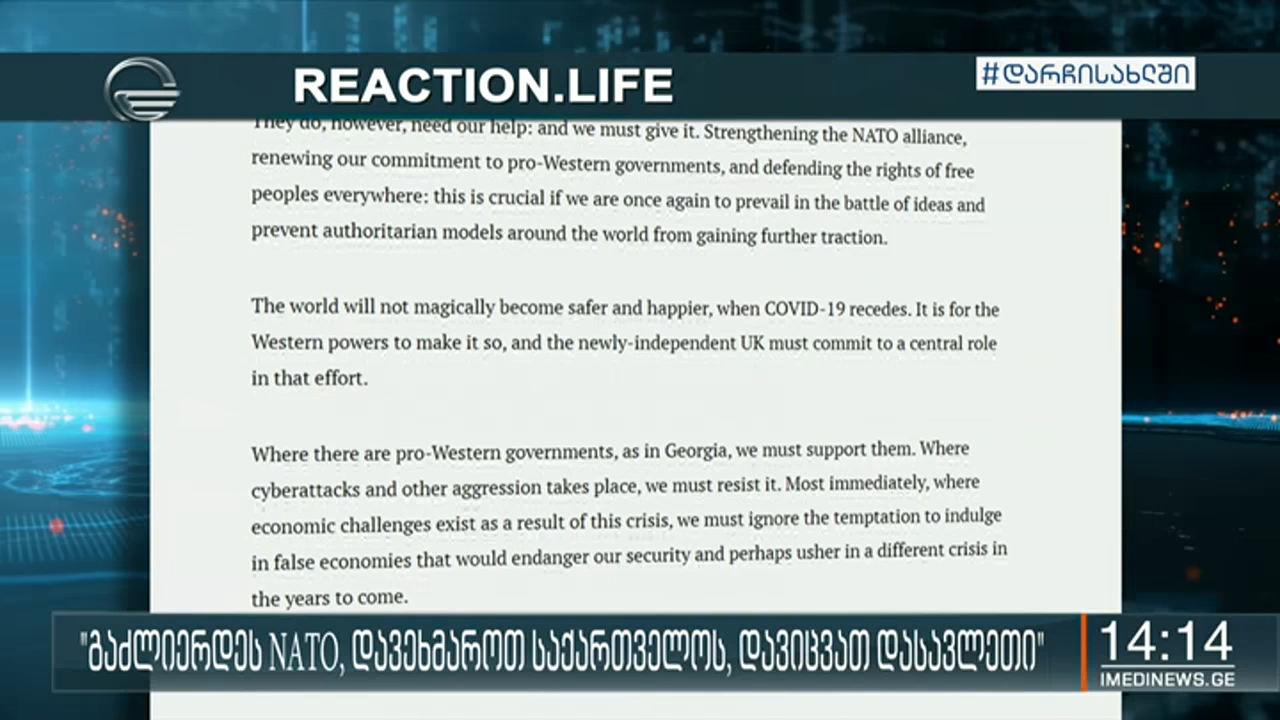 REACTION.LIFE
#დარჩისახლში
They do, however, need our help: and we must give it. Strengthening the NATO alliance,
renewing our commitment to pro-Western governments, and defending the rights of free
peoples everywhere: this is crucial if we are once again to prevail in the battle of ideas and
prevent authoritarian models around the world from gaining further traction.
The world will not magically become safer and happier, when COVID-19 recedes. It is for the
Western powers to make it so, and the newly-independent UK must commit to a central role
in that effort.
Where there are pro-Western governments, as in Georgia, we must support them. Where
cyberattacks and other aggression takes place, we must resist it. Most immediately, where
economic challenges exist as a result of this crisis, we must ignore the temptation to indulge
in false economies that would endanger our security and perhaps usher in a different crisis in
the years to come.
"გაძლიერდეს NATO, დავეხმაროთ საქართველოს, დავიცვათ დასავლეთი"
14:14
IMEDINEWS.GE